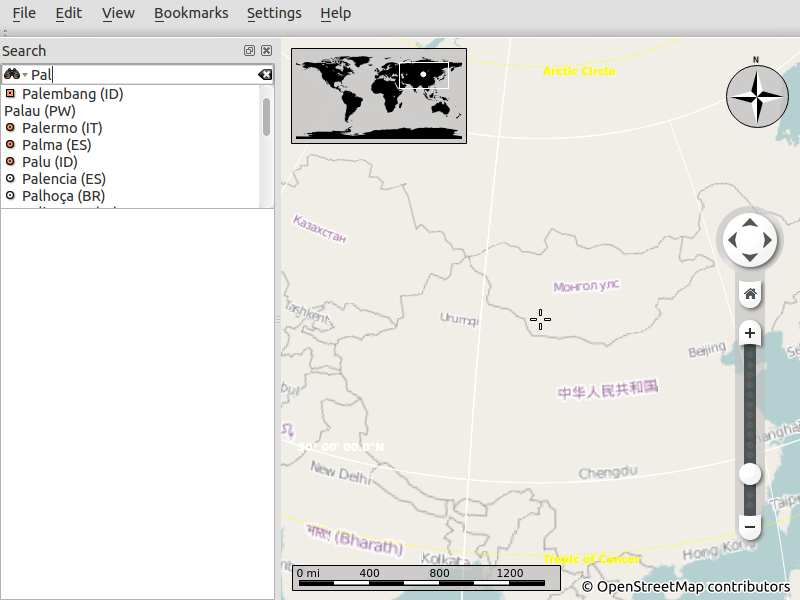 File Edit View Bookmarks Settings Help
Search
Pal
Palembang (ID)
Palau (PW)
Palermo (IT)
Palma (ES)
Palu (ID)
Palencia (ES)
Palhoça (BR)
Arctic Circle
N
Казахстан
Монгол улс
Tashkent
Urumqi
Beijing
中华人民共和国
30° 00' 00.0"N
New Delhi
Chengdu
Shanghai
Taipe
भारत (Bharath)
Kolkata
Tropic of Cancer
Hong Kong
0 mi 400 800 1200
© OpenStreetMap contributors